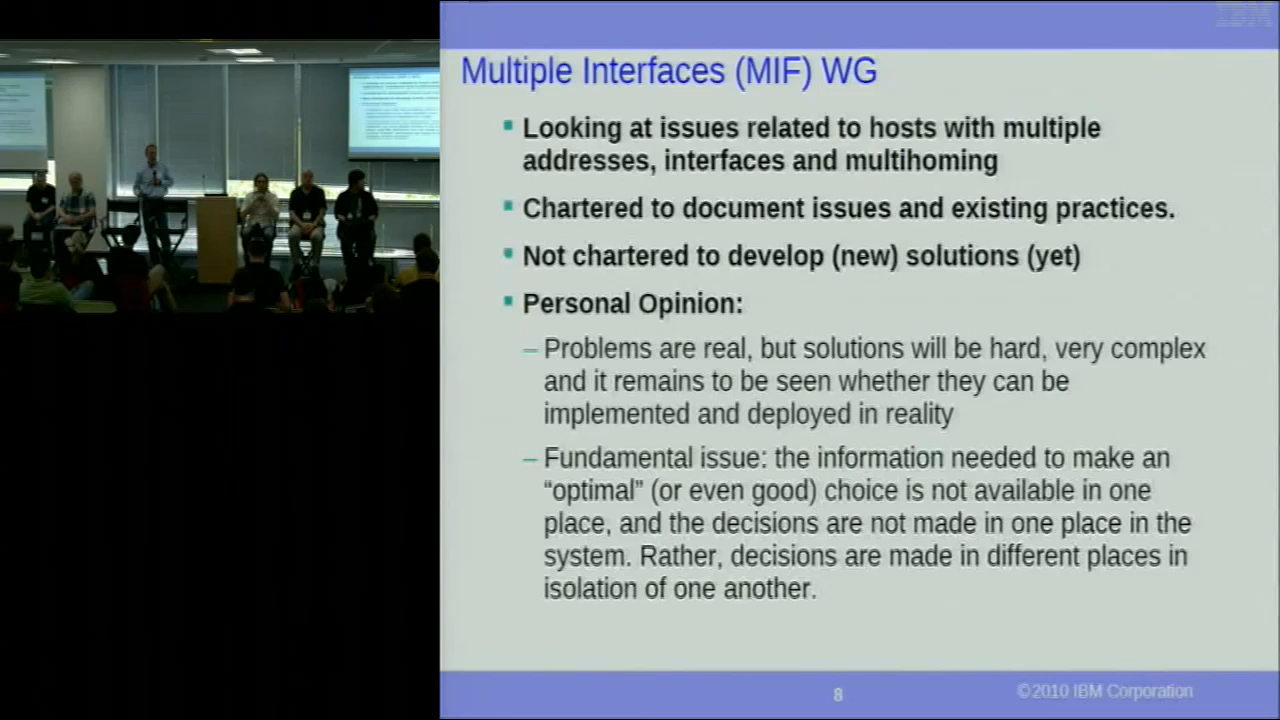 IBM
Multiple Interfaces (MIF) WG
Looking at issues related to hosts with multiple
addresses, interfaces and multihoming
Chartered to document issues and existing practices.
Not chartered to develop (new) solutions (yet)
Personal Opinion:
– Problems are real, but solutions will be hard, very complex
and it remains to be seen whether they can be
implemented and deployed in reality
– Fundamental issue: the information needed to make an
“optimal” (or even good) choice is not available in one
place, and the decisions are not made in one place in the
system. Rather, decisions are made in different places in
isolation of one another.
8
©2010 IBM Corporation